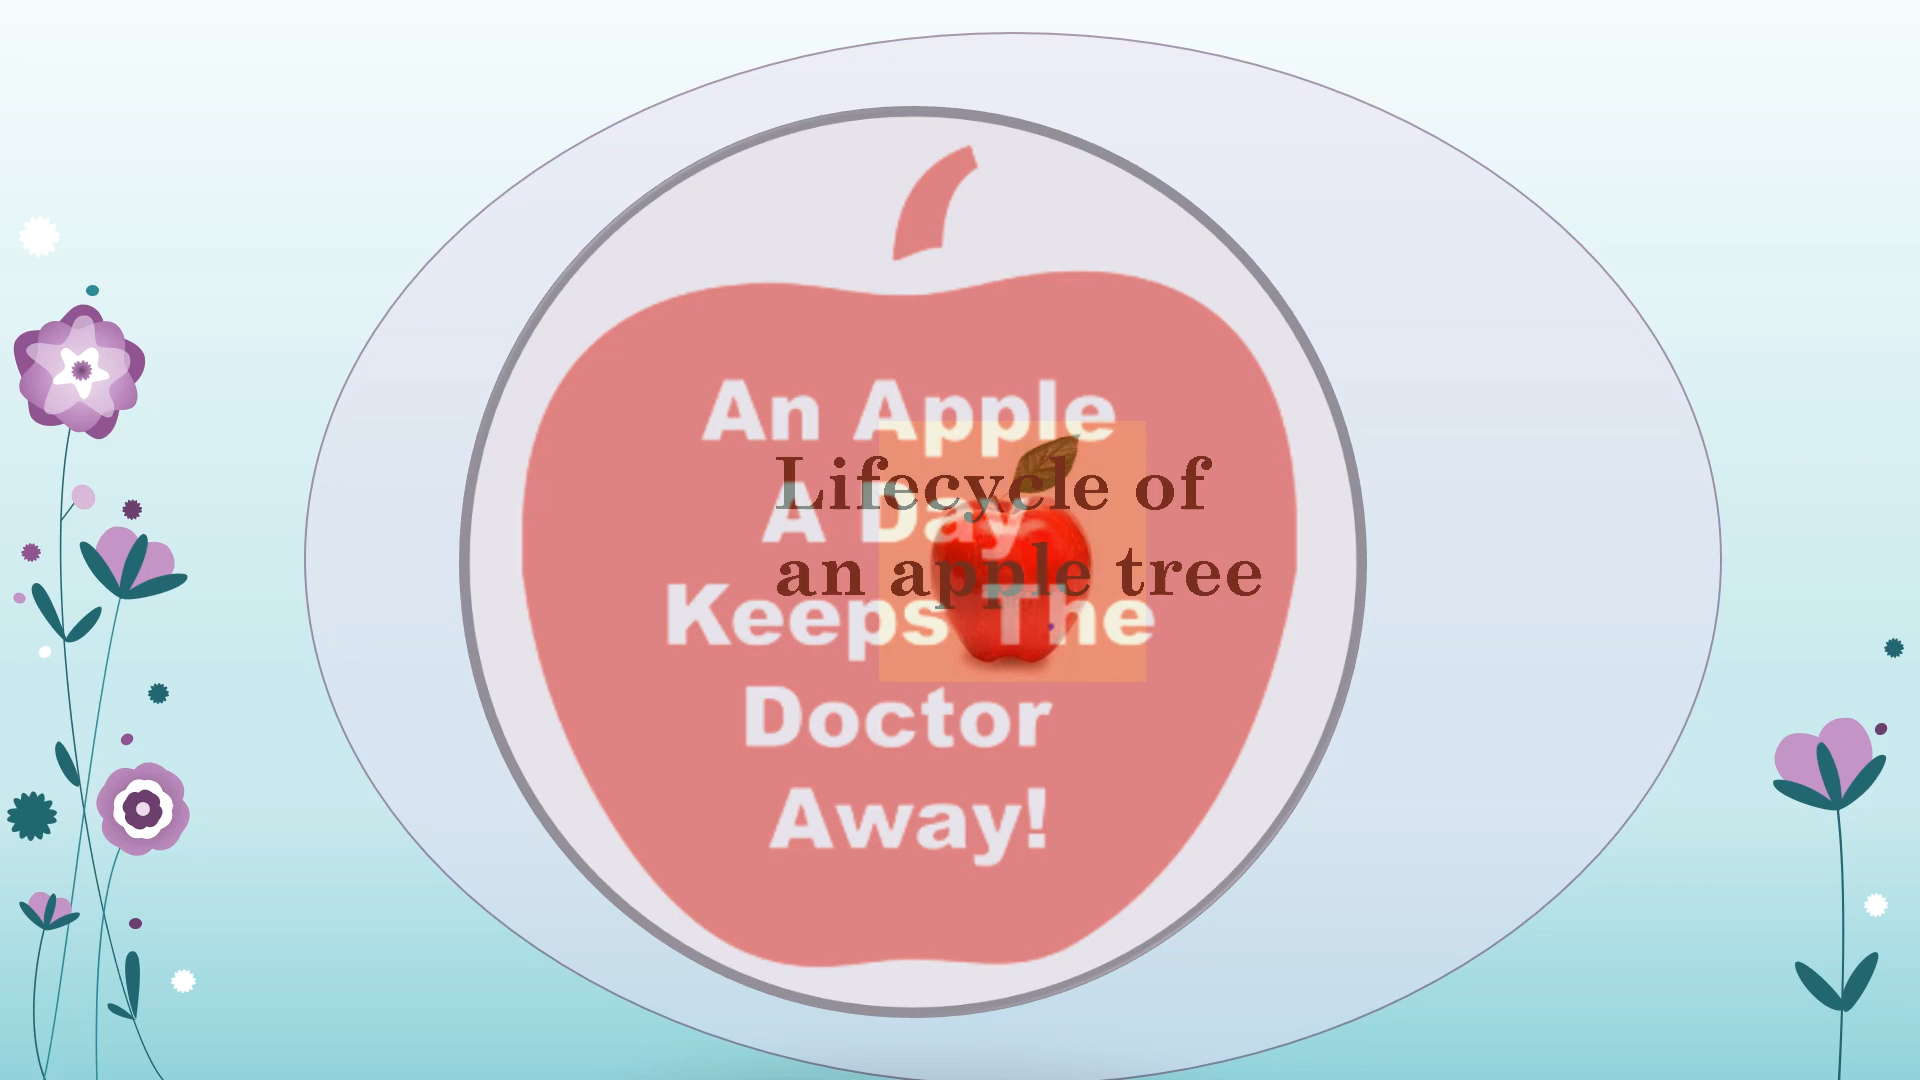 An Apple
A Day
Keeps The
Doctor
Away!
Lifecycle of
an apple tree